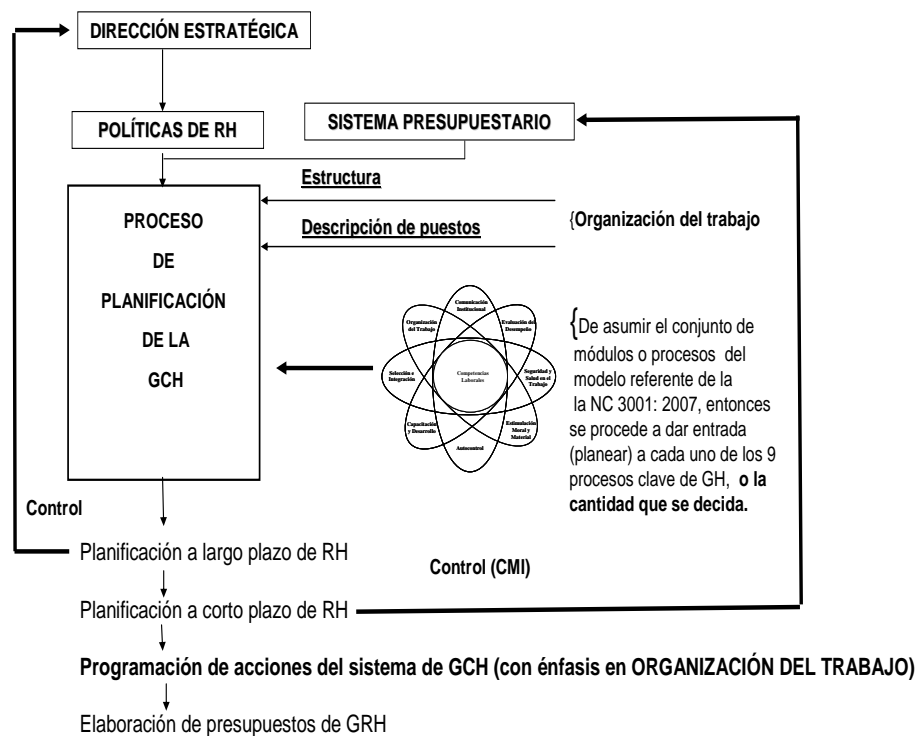 DIRECCIÓN ESTRATÉGICA
POLÍTICAS DE RH
SISTEMA PRESUPUESTARIO
Estructura
PROCESO
DE
PLANIFICACIÓN
DE LA
GCH
Descripción de puestos
{Organización del trabajo
Comunicación
Institucional
Organización
del Trabajo
Evaluación del
Desempeño
Selección e
Integración
Competencias
Laborales
Seguridad y
Salud en el
Trabajo
Capacitación
y Desarrollo
Estimulación
Moral y
Material
Autocontrol
{De asumir el conjunto de
módulos o procesos del
modelo referente de la
la NC 3001: 2007, entonces
se procede a dar entrada
(planear) a cada uno de los 9
procesos clave de GH, o la
cantidad que se decida.
Control
Planificación a largo plazo de RH
Control (CMI)
Planificación a corto plazo de RH
Programación de acciones del sistema de GCH (con énfasis en ORGANIZACIÓN DEL TRABAJO)
Elaboración de presupuestos de GRH